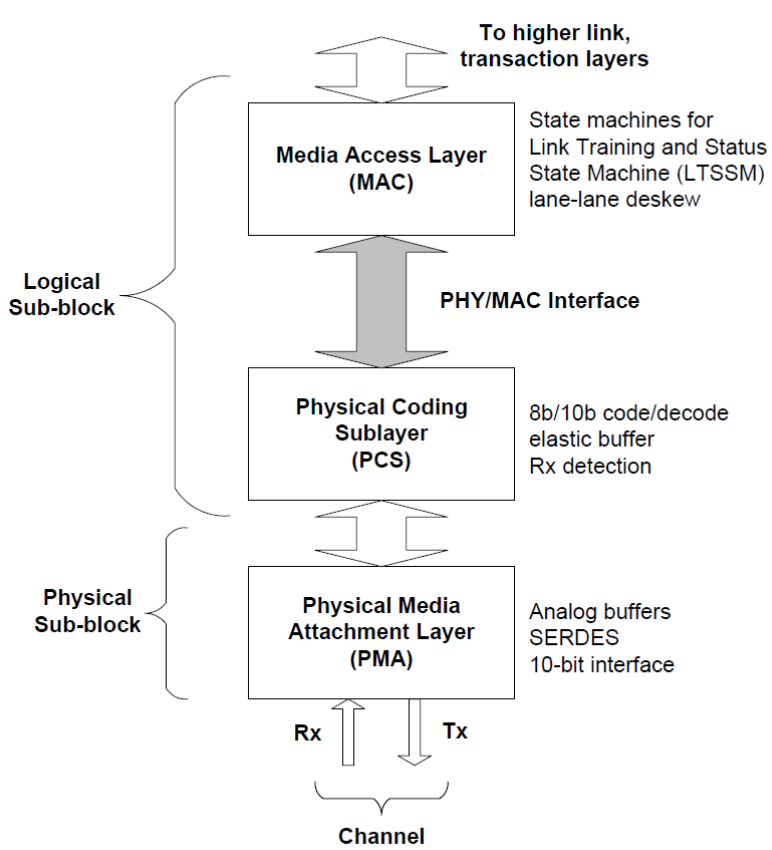 To higher link,
transaction layers
Media Access Layer
(MAC)
State machines for
Link Training and Status
State Machine (LTSSM)
lane-lane deskew
Logical
Sub-block
PHY/MAC Interface
Physical Coding
Sublayer
(PCS)
8b/10b code/decode
elastic buffer
Rx detection
Physical
Sub-block
Physical Media
Attachment Layer
(PMA)
Analog buffers
SERDES
10-bit interface
Rx
Tx
Channel